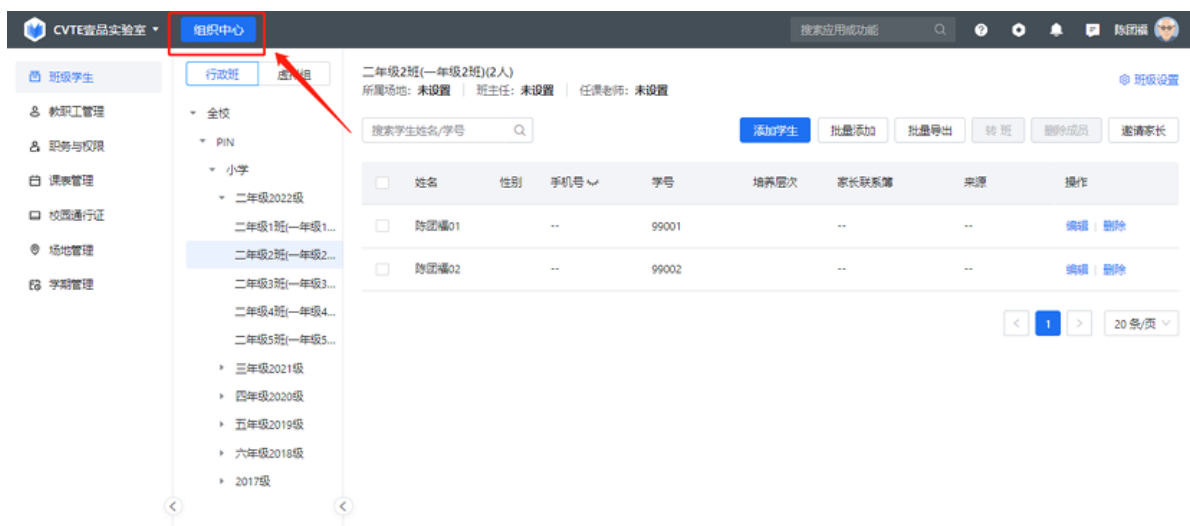 CVTE壹品实验室 组织中心 搜索应用或功能 陈团福
班级学生
教职工管理
职务与权限
课表管理
校园通行证
场地管理
学期管理
行政班 虚拟组
全校
PIN
小学
二年级2022级
二年级1班(一年级1...
二年级2班(一年级2...
二年级3班(一年级3...
二年级4班(一年级4...
二年级5班(一年级5...
三年级2021级
四年级2020级
五年级2019级
六年级2018级
2017级
二年级2班(一年级2班)(2人)
所属场地: 未设置 班主任: 未设置 任课老师: 未设置
班级设置
搜索学生姓名/学号 添加学生 批量添加 批量导出 转 班 删除成员 邀请家长
姓名 性别 手机号 学号 培养层次 家长联系簿 来源 操作
陈团福01 -- 99001 -- -- 编辑 删除
陈团福02 -- 99002 -- -- 编辑 删除
< 1 > 20 条/页